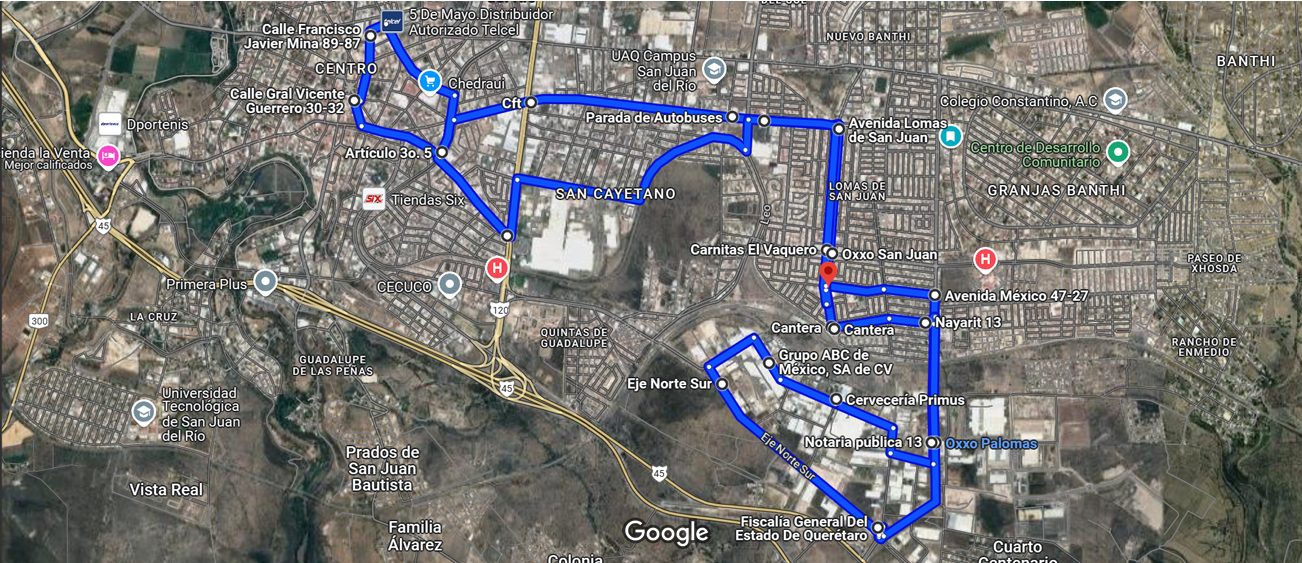 DEL SOL
5 De Mayo.Distribuidor
Autorizado Telcel
telcel
Calle Francisco
Javier Mina 89-87
NUEVO BANTHI
CENTRO
UAQ Campus
San Juan
del Río
BANTHI
Chedraui
Calle Gral Vicente
Guerrero 30-32
Cft
Colegio Constantino, A.C
Parada de Autobuses
Avenida Lomas
de San Juan
Dportenis
Artículo 3o. 5
ienda la Venta
Mejor calificados
Centro de Desarrollo
Comunitario
SAN CAYETANO
LOMAS DE
SAN JUAN
GRANJAS BANTHI
SIX
Tiendas Six
Leo
45
Carnitas El Vaquero
Oxxo San Juan
H
H
PASEO DE
XHOSDA
Primera Plus
CECUCO
Avenida México 47-27
120
300
LA CRUZ
Cantera
Cantera
Nayarit 13
QUINTAS DE
GUADALUPE
RANCHO DE
ENMEDIO
GUADALUPE
DE LAS PEÑAS
Grupo ABC de
México, SA de CV
Eje Norte Sur
45
Cervecería Primus
Universidad
Tecnológica
de San Juan
del Río
Notaria publica 13
Oxxo Palomas
Eje Norte Sur
Prados de
San Juan
Bautista
45
Vista Real
Familia
Álvarez
Google
Fiscalía General Del
Estado De Querétaro
Colonia
Cuarto
Centenario